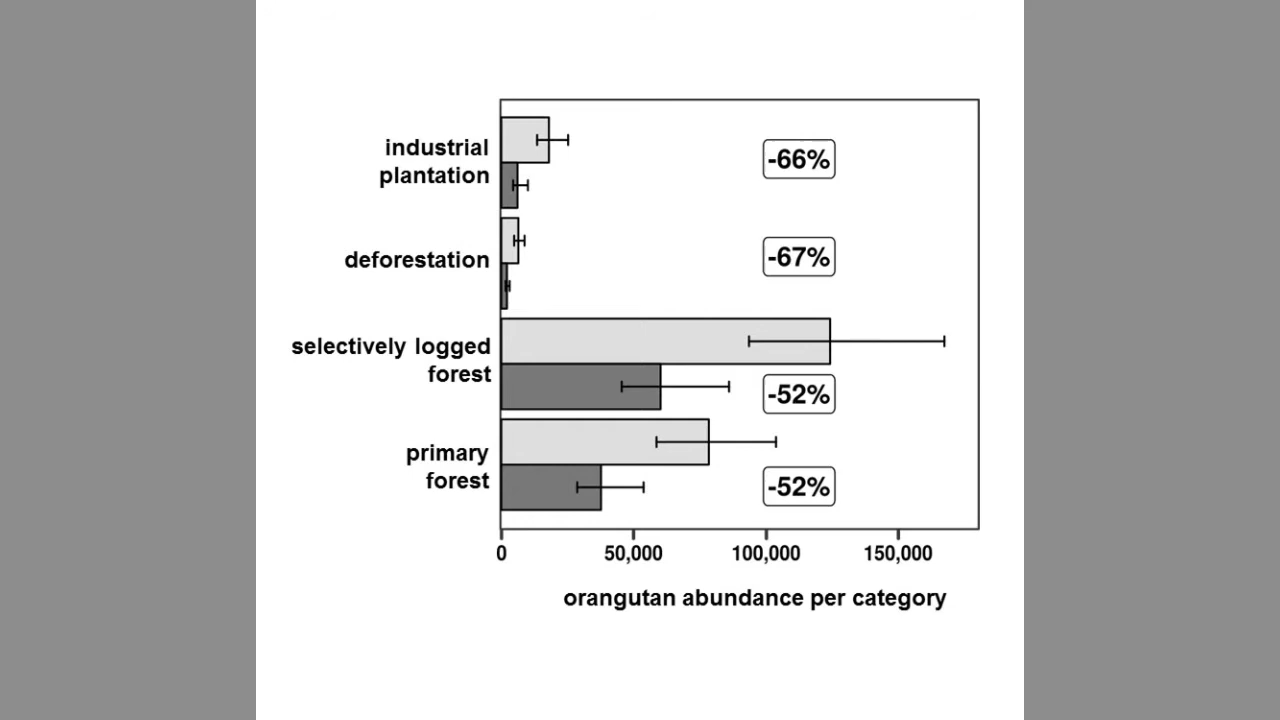 industrial
plantation
-66%
deforestation
-67%
selectively logged
forest
-52%
primary
forest
-52%
0
50,000
100,000
150,000
orangutan abundance per category